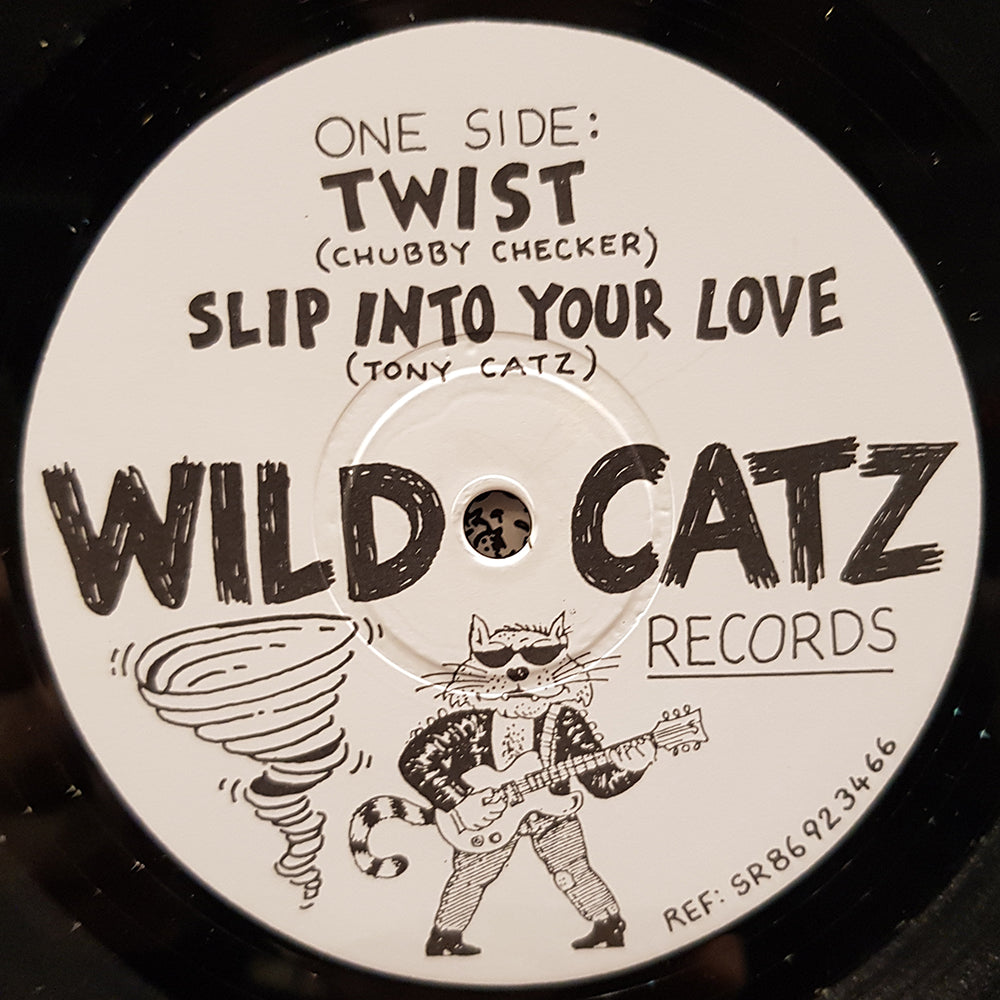 ONE SIDE:
TWIST
(CHUBBY CHECKER)
SLIP INTO YOUR LOVE
(TONY CATZ)
WILD CATZ
RECORDS
REF: SR86923466